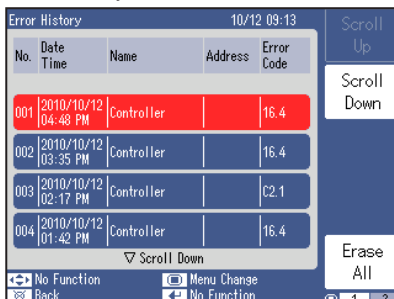 Error History 10/12 09:13
Scroll
Up
No. Date Time Name Address Error Code
Scroll
Down
001 2010/10/12 04:48 PM Controller 16.4
002 2010/10/12 03:35 PM Controller 16.4
003 2010/10/12 02:17 PM Controller C2.1
004 2010/10/12 01:42 PM Controller 16.4
▽ Scroll Down
Erase
All
No Function Menu Change
Back No Function
1 2